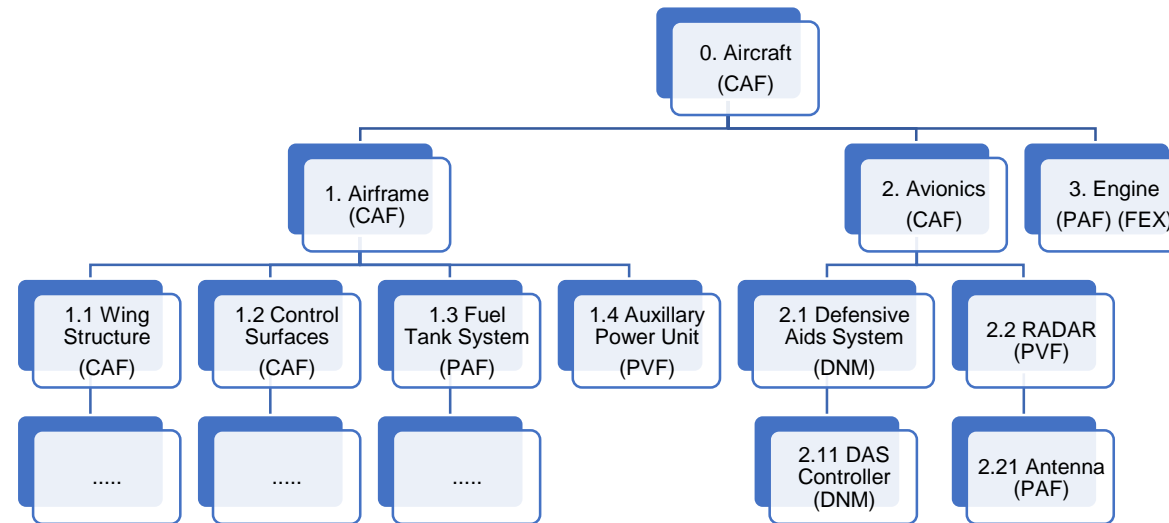 0. Aircraft
(CAF)
1. Airframe
(CAF)
2. Avionics
(CAF)
3. Engine
(PAF) (FEX)
1.1 Wing
Structure
(CAF)
1.2 Control
Surfaces
(CAF)
1.3 Fuel
Tank System
(PAF)
1.4 Auxillary
Power Unit
(PVF)
2.1 Defensive
Aids System
(DNM)
2.2 RADAR
(PVF)
.....
.....
.....
2.11 DAS
Controller
(DNM)
2.21 Antenna
(PAF)